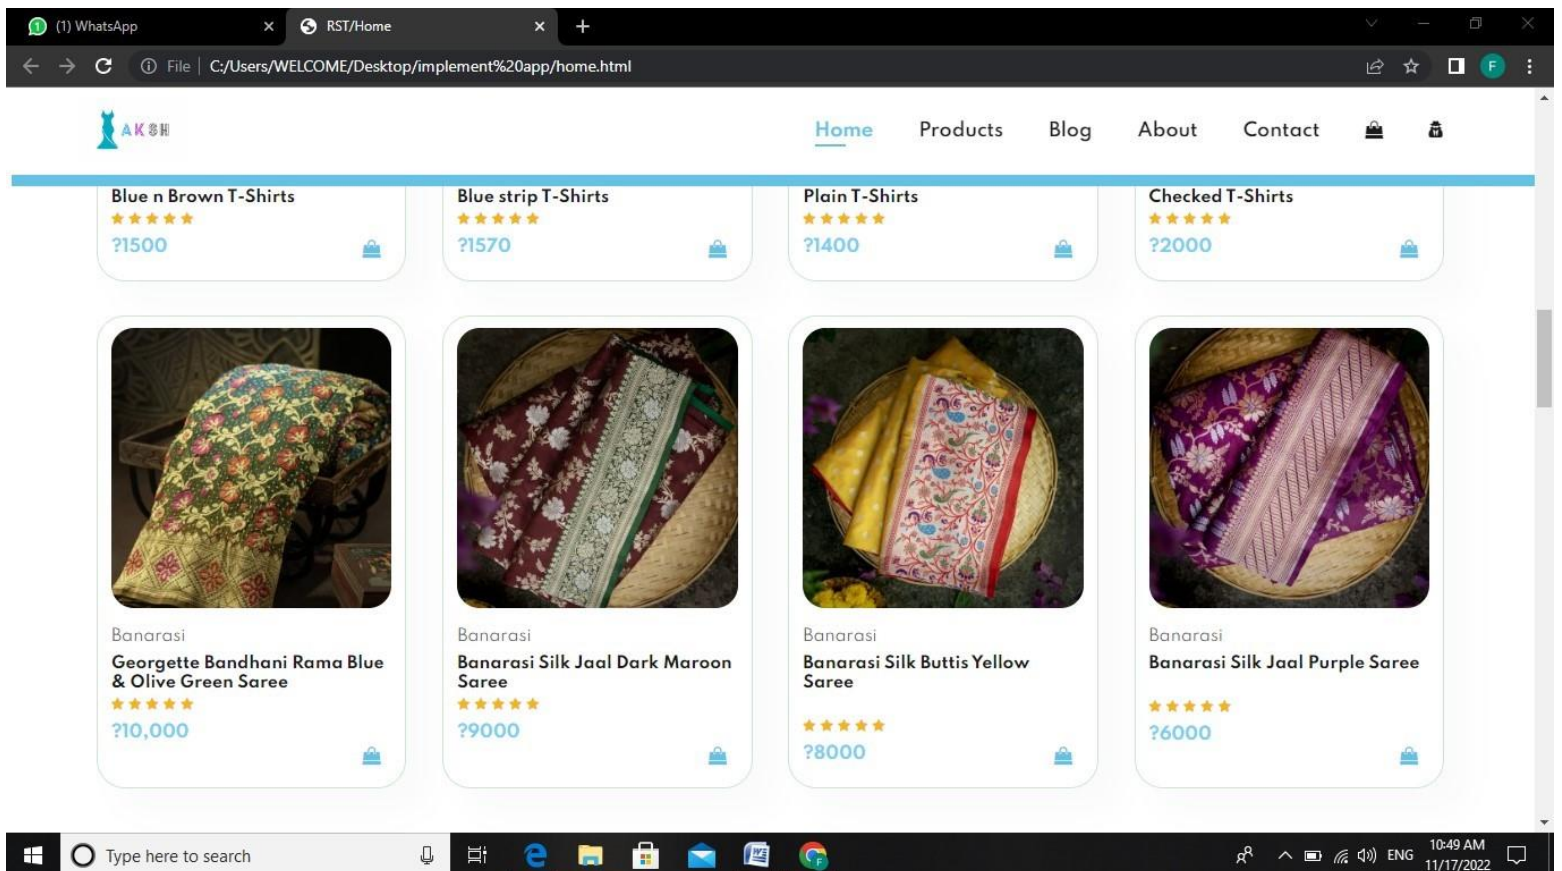 (1) WhatsApp
RST/Home
File | C:/Users/WELCOME/Desktop/implement%20app/home.html
F
AKSH
Home Products Blog About Contact
Blue n Brown T-Shirts
?1500
Blue strip T-Shirts
?1570
Plain T-Shirts
?1400
Checked T-Shirts
?2000
Banarasi
Georgette Bandhani Rama Blue
& Olive Green Saree
?10,000
Banarasi
Banarasi Silk Jaal Dark Maroon
Saree
?9000
Banarasi
Banarasi Silk Buttis Yellow
Saree
?8000
Banarasi
Banarasi Silk Jaal Purple Saree
?6000
Type here to search
ENG
10:49 AM
11/17/2022